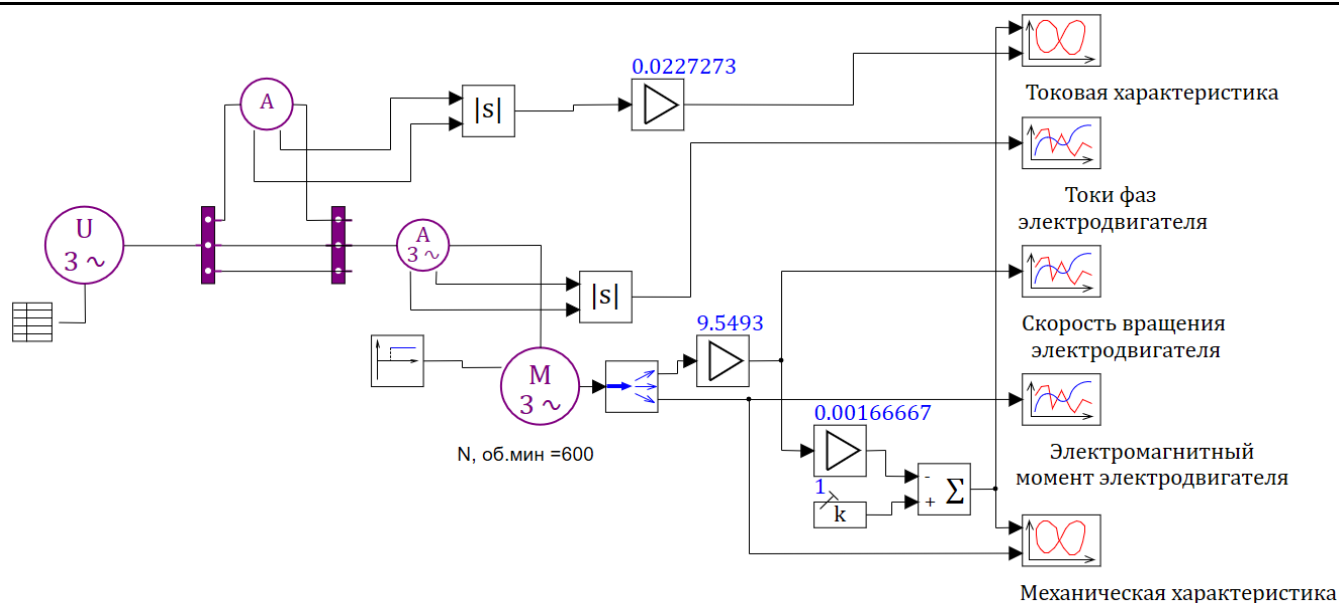 0.0227273
A
|s|
Токовая характеристика
Токи фаз
электродвигателя
U
3 ~
A
3 ~
|s|
9.5493
Скорость вращения
электродвигателя
M
3 ~
N, об.мин =600
0.00166667
Электромагнитный
момент электродвигателя
1
k
-
+
Σ
Механическая характеристика